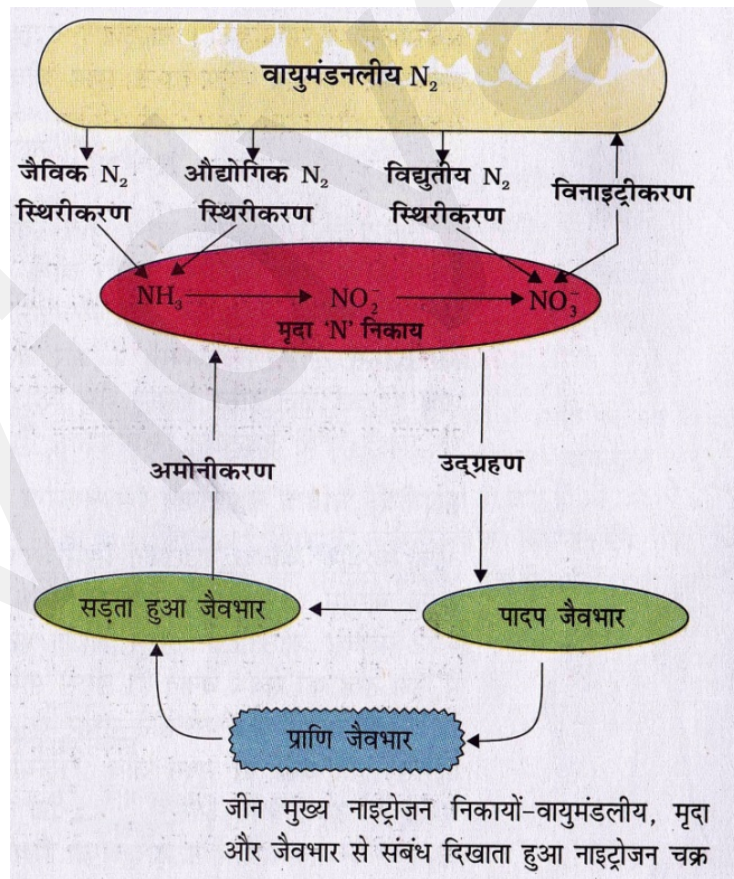 वायुमंडनलीय N₂
जैविक N₂ औद्योगिक N₂ विद्युतीय N₂ विनाइट्रीकरण
स्थिरीकरण स्थिरीकरण स्थिरीकरण
NH₃ NO₂⁻ NO₃⁻
मृदा 'N' निकाय
अमोनीकरण उद्ग्रहण
सड़ता हुआ जैवभार पादप जैवभार
प्राणि जैवभार
जीन मुख्य नाइट्रोजन निकायों-वायुमंडलीय, मृदा
और जैवभार से संबंध दिखाता हुआ नाइट्रोजन चक्र